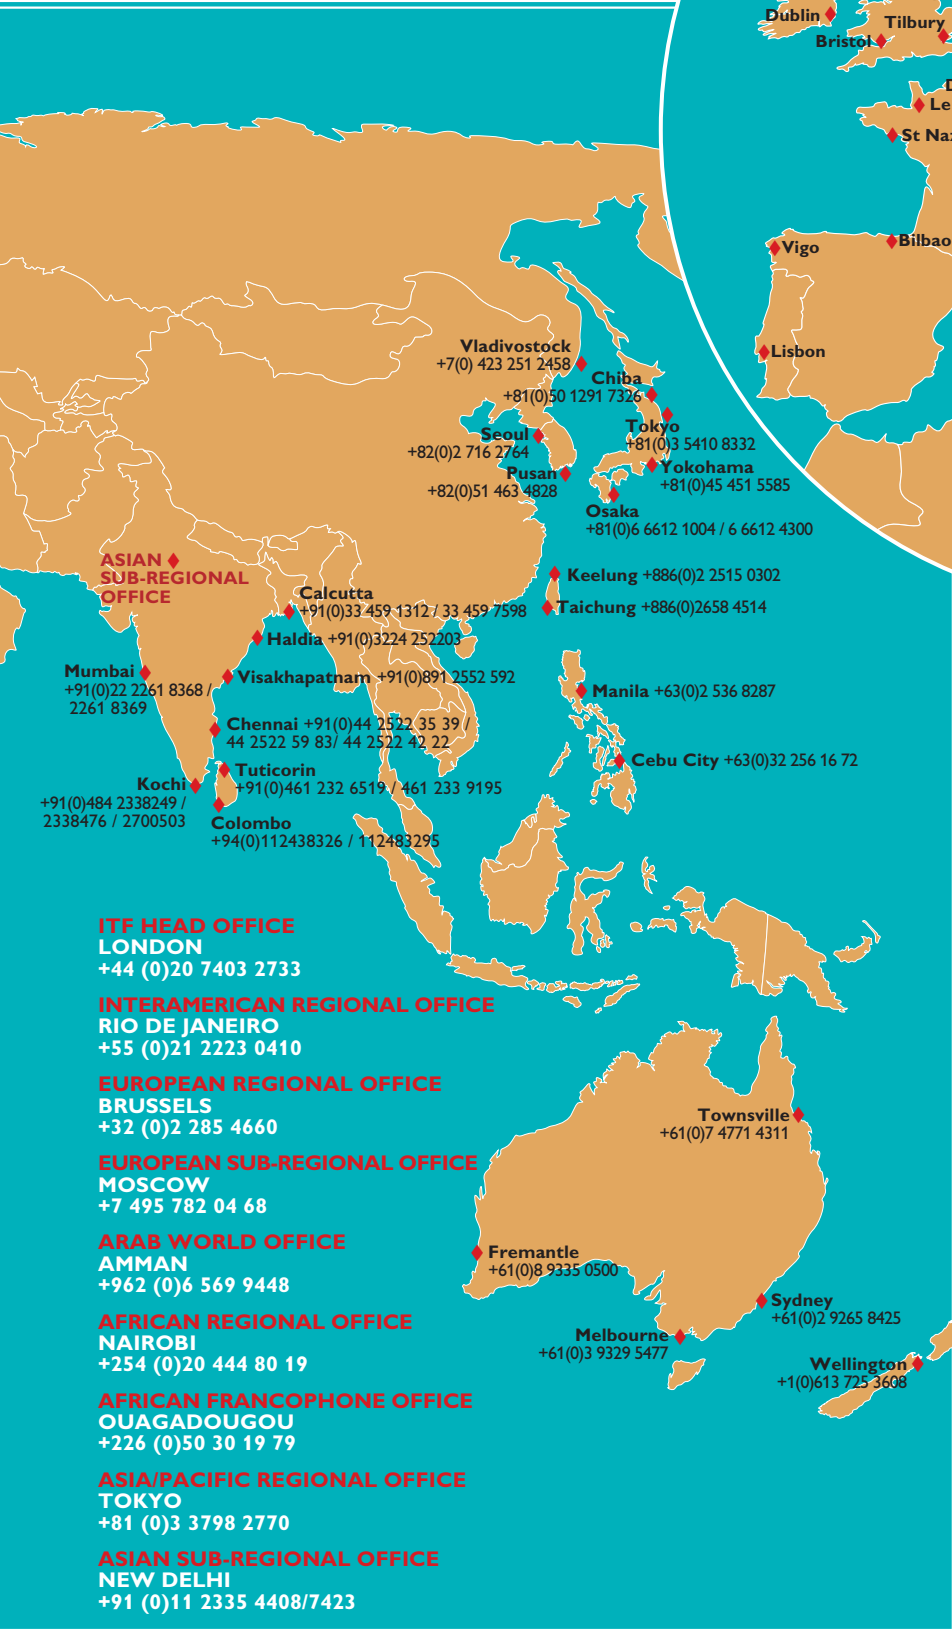 Dublin
Tilbury
Bristol
Le
St Na
Vigo
Bilbao
Lisbon
Vladivostock
+7(0) 423 251 2458
Chiba
+81(0)50 1291 7326
Tokyo
+81(0)3 5410 8332
Seoul
+82(0)2 716 2764
Yokohama
+81(0)45 451 5585
Pusan
+82(0)51 463 4828
Osaka
+81(0)6 6612 1004 / 6 6612 4300
ASIAN
SUB-REGIONAL
OFFICE
Keelung +886(0)2 2515 0302
Calcutta
+91(0)33 459 1312 / 33 459 7598
Taichung +886(0)2658 4514
Haldia +91(0)3224 252203
Mumbai
+91(0)22 2261 8368 /
2261 8369
Visakhapatnam +91(0)891 2552 592
Manila +63(0)2 536 8287
Chennai +91(0)44 2522 35 39 /
44 2522 59 83/ 44 2522 42 22
Cebu City +63(0)32 256 16 72
Tuticorin
+91(0)461 232 6519 / 461 233 9195
Kochi
+91(0)484 2338249 /
2338476 / 2700503
Colombo
+94(0)112438326 / 112483295
ITF HEAD OFFICE
LONDON
+44 (0)20 7403 2733
INTERAMERICAN REGIONAL OFFICE
RIO DE JANEIRO
+55 (0)21 2223 0410
EUROPEAN REGIONAL OFFICE
BRUSSELS
+32 (0)2 285 4660
EUROPEAN SUB-REGIONAL OFFICE
MOSCOW
+7 495 782 04 68
ARAB WORLD OFFICE
AMMAN
+962 (0)6 569 9448
AFRICAN REGIONAL OFFICE
NAIROBI
+254 (0)20 444 80 19
AFRICAN FRANCOPHONE OFFICE
OUAGADOUGOU
+226 (0)50 30 19 79
ASIA/PACIFIC REGIONAL OFFICE
TOKYO
+81 (0)3 3798 2770
ASIAN SUB-REGIONAL OFFICE
NEW DELHI
+91 (0)11 2335 4408/7423
Townsville
+61(0)7 4771 4311
Fremantle
+61(0)8 9335 0500
Sydney
+61(0)2 9265 8425
Melbourne
+61(0)3 9329 5477
Wellington
+1(0)613 725 3608